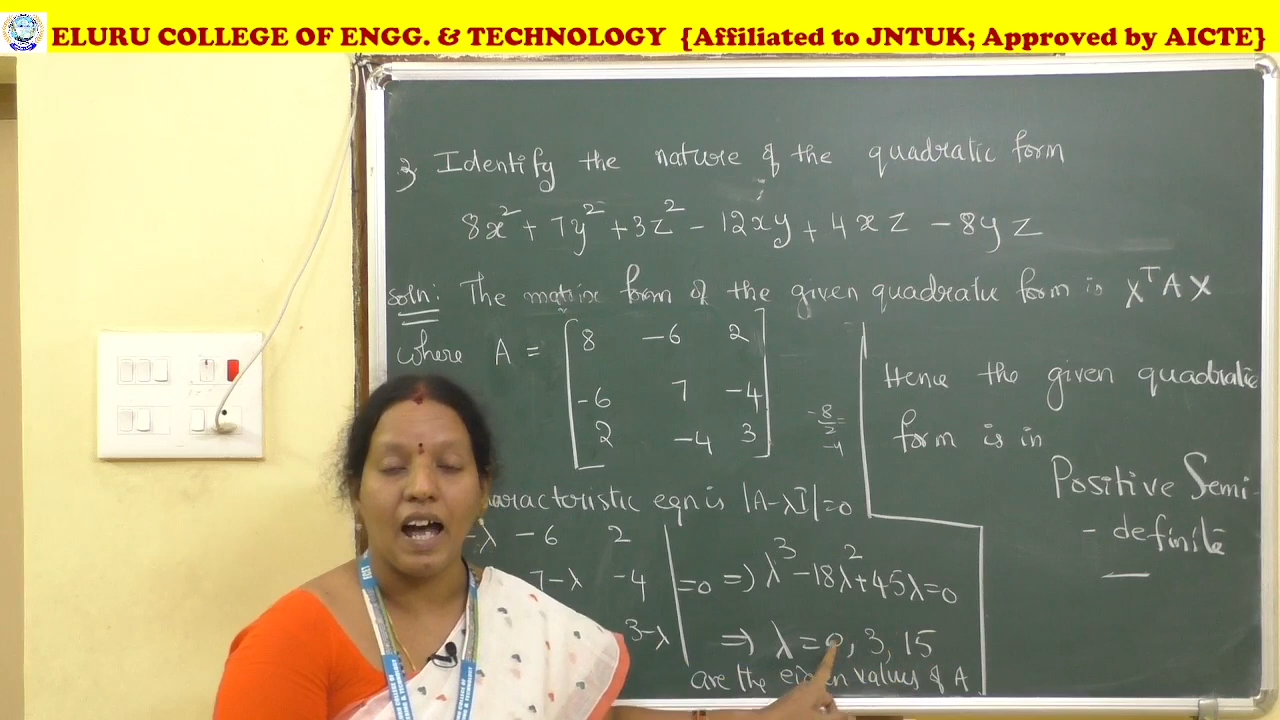 ELURU COLLEGE OF ENGG. & TECHNOLOGY {Affiliated to JNTUK; Approved by AICTE}
3, Identify the nature of the quadratic form
8x² + 7y² + 3z² - 12xy + 4xz - 8yz
Soln: The matrix form of the given quadratic form is XᵀAX
where A = [ 8 -6 2
-6 7 -4
2 -4 3 ]
-8/2 = -4
aracteristic eqn is |A-λI|=0
-λ -6 2
7-λ -4
3-λ | =0
=> λ³ - 18λ² + 45λ = 0
=> λ = 0, 3, 15
are the eigen values of A
Hence the given quadratic
form is in
Positive Semi-
- definite